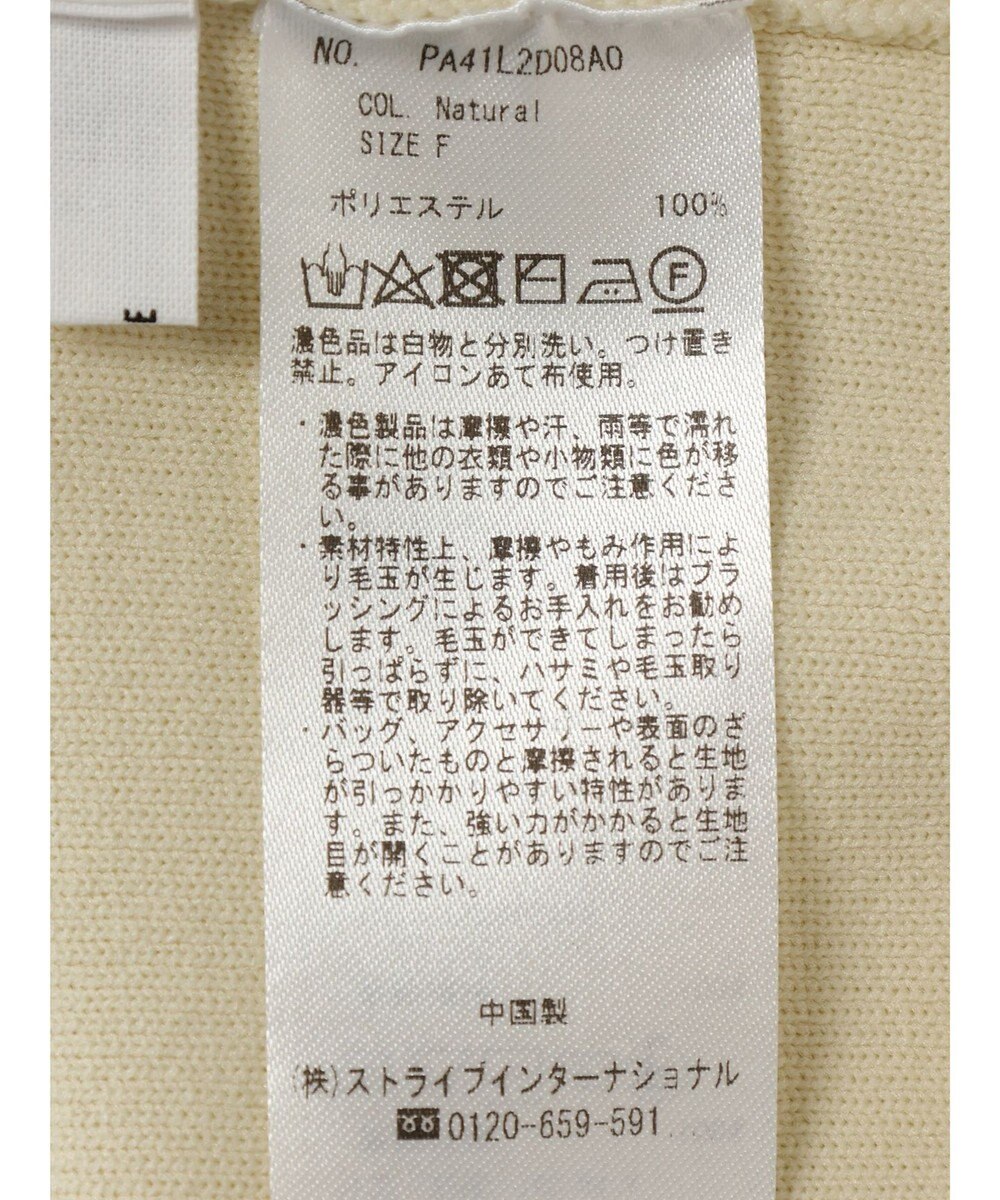 NO. PA41L2D08A0
COL. Natural
SIZE F
ポリエステル 100%
F
濃色品は白物と分別洗い。つけ置き
禁止。アイロンあて布使用。
・濃色製品は摩擦や汗、雨等で濡れ
た際に他の衣類や小物類に色が移
る事がありますのでご注意くださ
い。
・素材特性上、摩擦やもみ作用によ
り毛玉が生じます。着用後はブラ
ッシングによるお手入れをお勧め
します。毛玉ができてしまったら
引っぱらずに、ハサミや毛玉取り
器等で取り除いてください。
・バッグ、アクセサリーや表面のざ
らついたものと摩擦されると生地
が引っかかりやすい特性がありま
す。また、強い力がかかると生地
目が開くことがありますのでご注
意ください。
中国製
(株)ストライプインターナショナル
0120-659-591